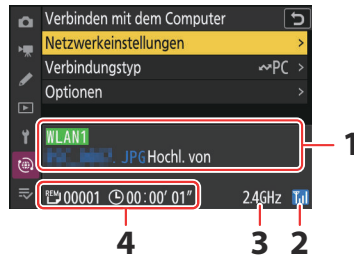 Verbinden mit dem Computer
Netzwerkeinstellungen >
Verbindungstyp PC >
Optionen >
WLAN1
. JPG Hochl. von
1
REM 00001 00:00′ 01″ 2.4GHz
4 3 2